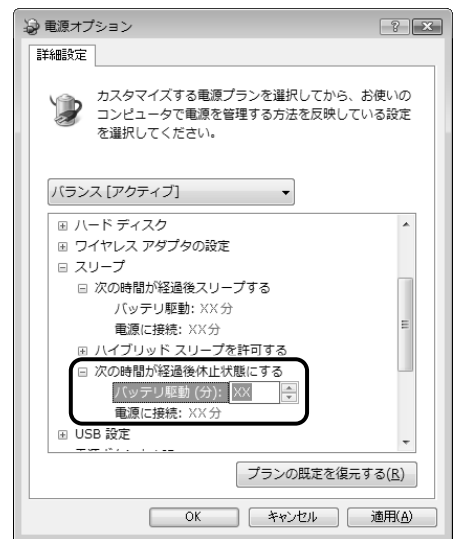 電源オプション
詳細設定
カスタマイズする電源プランを選択してから、お使いの
コンピュータで電源を管理する方法を反映している設定
を選択してください。
バランス [アクティブ]
ハード ディスク
ワイヤレス アダプタの設定
スリープ
次の時間が経過後スリープする
バッテリ駆動: XX分
電源に接続: XX分
ハイブリッド スリープを許可する
次の時間が経過後休止状態にする
バッテリ駆動 (分): XX
電源に接続: XX分
USB 設定
プランの既定を復元する(R)
OK キャンセル 適用(A)